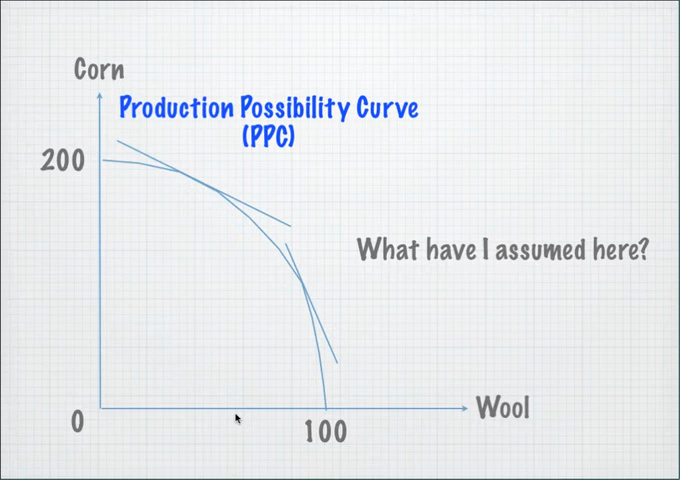 Corn
Production Possibility Curve
(PPC)
200
What have I assumed here?
Wool
0
100